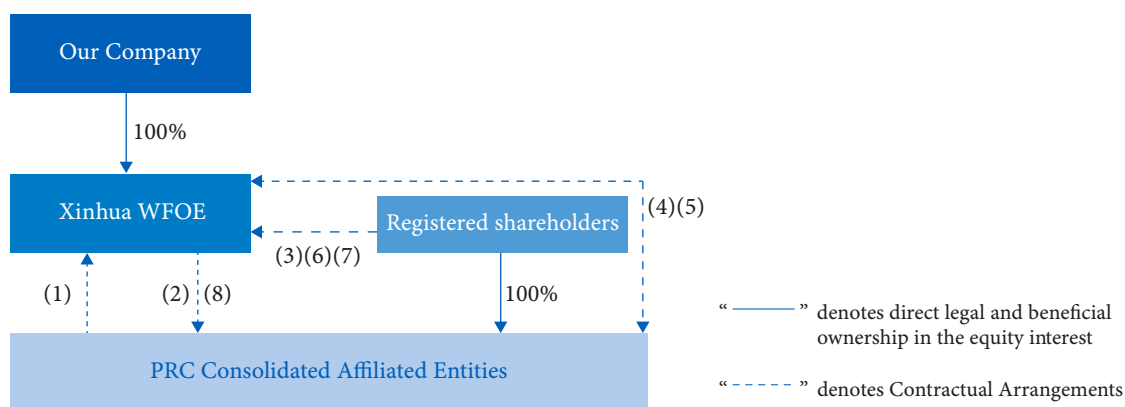 Our Company
100%
Xinhua WFOE
Registered shareholders
(4)(5)
(3)(6)(7)
(1)
(2)
(8)
100%
PRC Consolidated Affiliated Entities
“ ” denotes direct legal and beneficial
ownership in the equity interest
“ ” denotes Contractual Arrangements